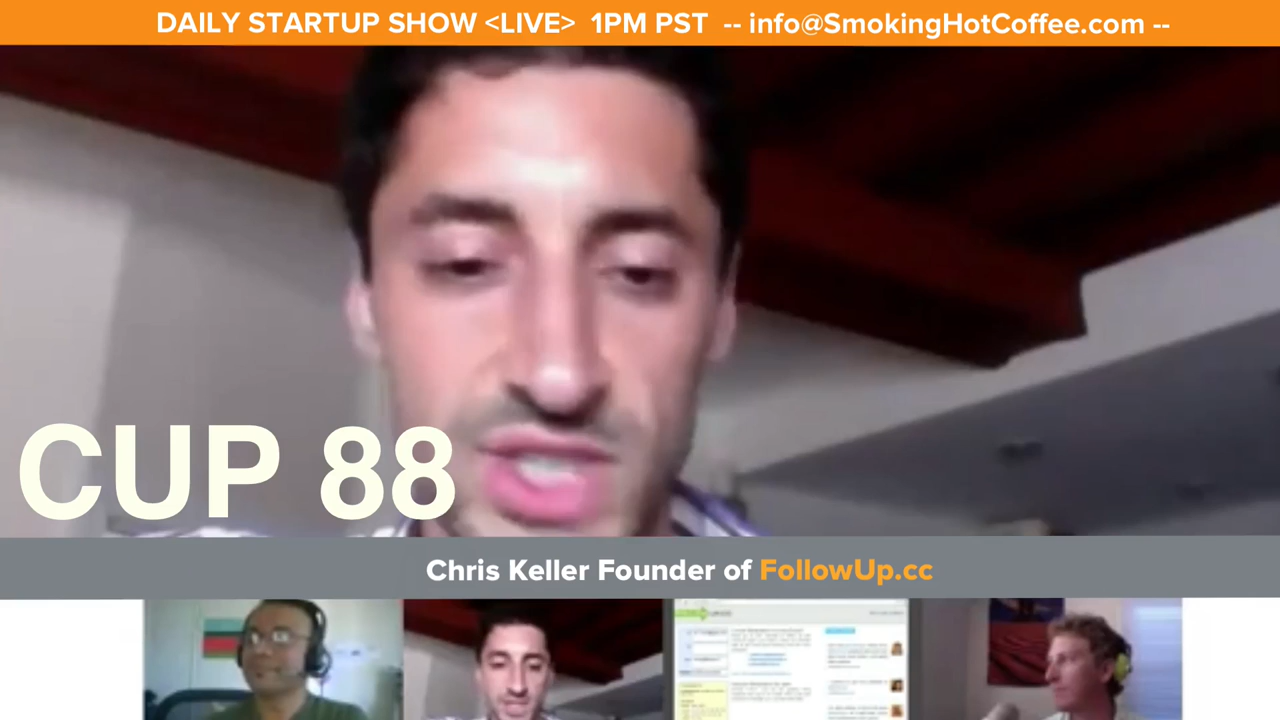 DAILY STARTUP SHOW <LIVE> 1PM PST -- info@SmokingHotCoffee.com --
CUP 88
Chris Keller Founder of FollowUp.cc